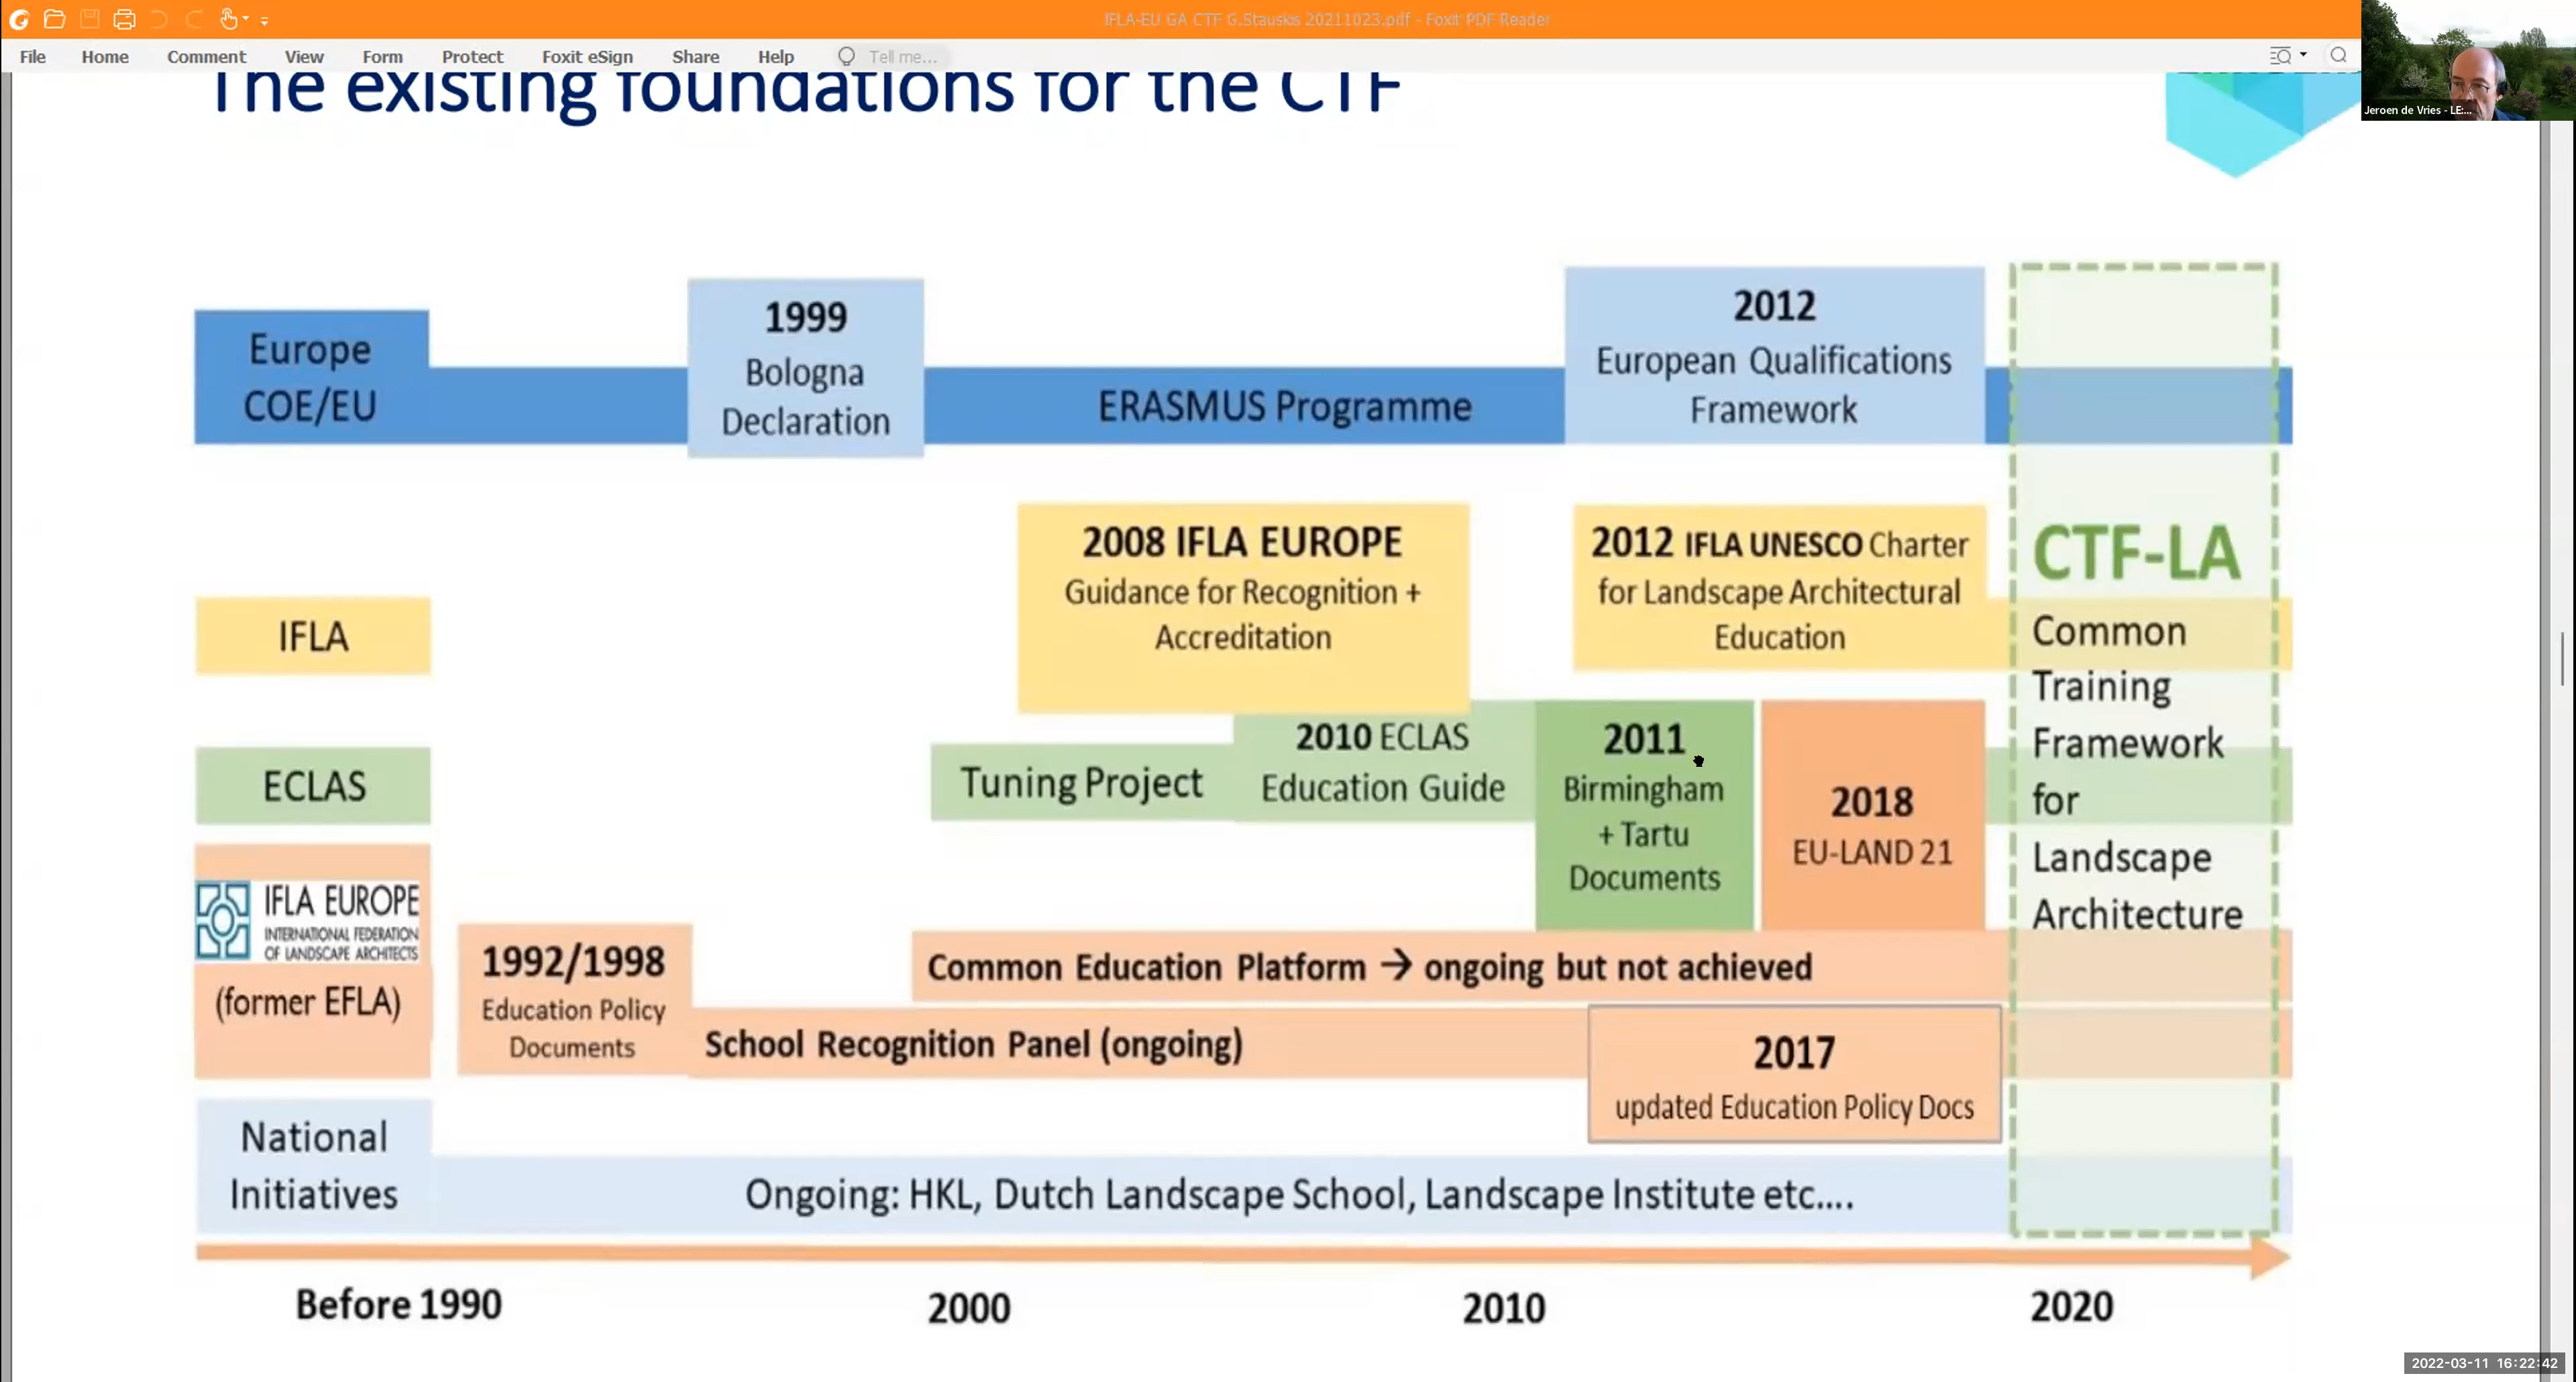 IFLA-EU GA CTF G.Stauskis 20211023.pdf - Foxit PDF Reader
File Home Comment View Form Protect Foxit eSign Share Help Tell me...
Jeroen de Vries - LE:...
The existing foundations for the CTF
Europe
COE/EU
1999
Bologna
Declaration
ERASMUS Programme
2012
European Qualifications
Framework
IFLA
2008 IFLA EUROPE
Guidance for Recognition +
Accreditation
2012 IFLA UNESCO Charter
for Landscape Architectural
Education
ECLAS
Tuning Project
2010 ECLAS
Education Guide
2011
Birmingham
+ Tartu
Documents
2018
EU-LAND 21
CTF-LA
Common
Training
Framework
for
Landscape
Architecture
IFLA EUROPE
INTERNATIONAL FEDERATION
OF LANDSCAPE ARCHITECTS
(former EFLA)
1992/1998
Education Policy
Documents
Common Education Platform → ongoing but not achieved
School Recognition Panel (ongoing)
2017
updated Education Policy Docs
National
Initiatives
Ongoing: HKL, Dutch Landscape School, Landscape Institute etc....
Before 1990
2000
2010
2020
2022-03-11 16:22:42